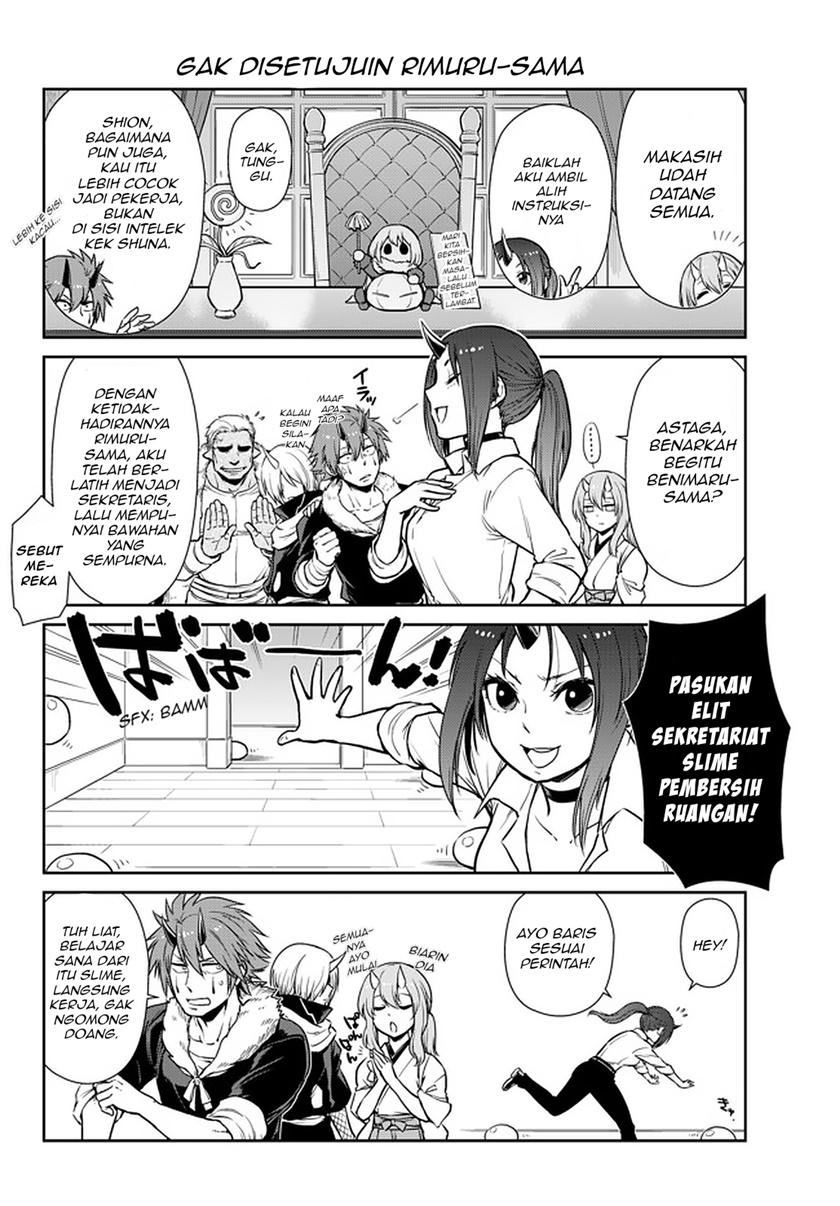 GAK DISETUJUIN RIMURU-SAMA
MAKASIH
UDAH
DATANG
SEMUA.
BAIKLAH
AKU AMBIL
ALIH
INSTRUKSI-
NYA
MARI
KITA
BERSIH-
KAN
MASA-
LALU
SEBELUM
TER-
LAMBAT.
GAK,
TUNG-
GU.
SHION,
BAGAIMANA
PUN JUGA,
KAU ITU
LEBIH COCOK
JADI PEKERJA,
BUKAN
DI SISI INTELEK
KEK SHUNA.
LEBIH KE SISI
KACAU...
ASTAGA,
BENARKAH
BEGITU
BENIMARU-
SAMA?
......
イラッ
MAAF
APA
TADI?
KALAU
BEGINI
SILA-
KAN.
DENGAN
KETIDAK-
HADIRANNYA
RIMURU-
SAMA, AKU
TELAH BER-
LATIH MENJADI
SEKRETARIS,
LALU MEMPU-
NYAI BAWAHAN
YANG
SEMPURNA.
SEBUT
ME-
REKA
PASUKAN
ELIT
SEKRETARIAT
SLIME
PEMBERSIH
RUANGAN!
ばばーん!
SFX: BAMM
HEY!
AYO BARIS
SESUAI
PERINTAH!
BIARIN
DIA
SEMUA-
NYA
AYO
MULAI
TUH LIAT,
BELAJAR
SANA DARI
ITU SLIME,
LANGSUNG
KERJA, GAK
NGOMONG
DOANG.